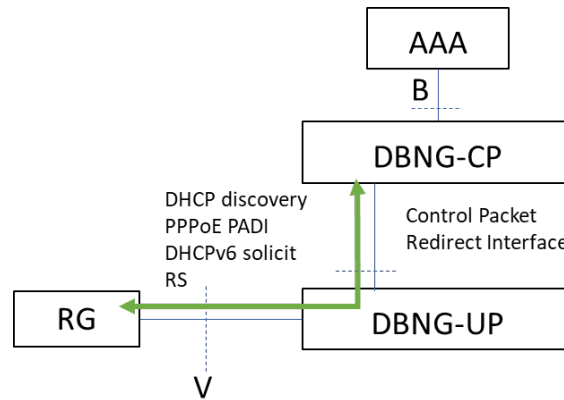 AAA
B
DBNG-CP
DHCP discovery
PPPoE PADI
DHCPv6 solicit
RS
Control Packet
Redirect Interface
RG
DBNG-UP
V